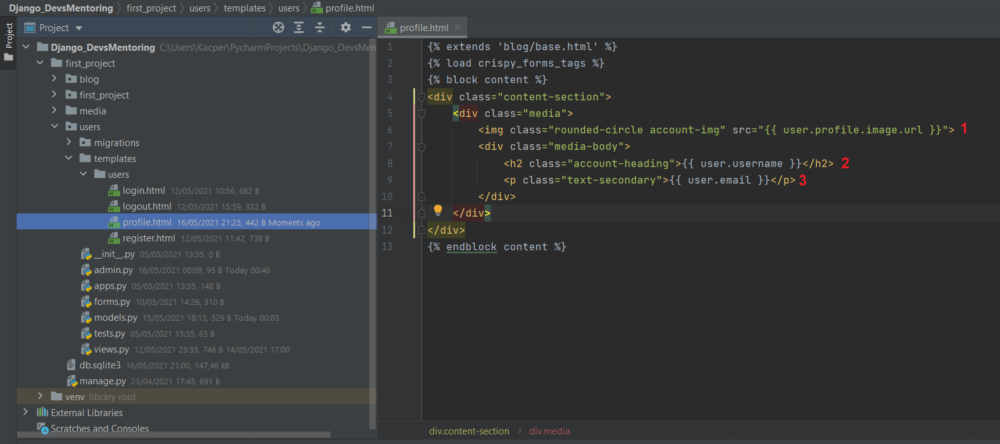 Django_DevsMentoring first_project users templates users profile.html
Project
Project
Django_DevsMentoring C:\Users\Kacper\PycharmProjects\Django_DevsMen
first_project
blog
first_project
media
users
migrations
templates
users
login.html 12/05/2021 10:56, 682 B
logout.html 12/05/2021 15:59, 332 B
profile.html 16/05/2021 21:25, 442 B Moments ago
register.html 12/05/2021 11:42, 738 B
__init__.py 05/05/2021 13:35, 0 B
admin.py 16/05/2021 00:09, 95 B Today 00:46
apps.py 05/05/2021 13:35, 148 B
forms.py 10/05/2021 14:26, 310 B
models.py 15/05/2021 18:13, 329 B Today 00:03
tests.py 05/05/2021 13:35, 63 B
views.py 12/05/2021 23:35, 746 B 14/05/2021 17:00
db.sqlite3 16/05/2021 21:00, 147,46 kB
manage.py 23/04/2021 17:45, 691 B
venv library root
External Libraries
Scratches and Consoles
profile.html
1 {% extends 'blog/base.html' %}
2 {% load crispy_forms_tags %}
3 {% block content %}
4 <div class="content-section">
5     <div class="media">
6         <img class="rounded-circle account-img" src="{{ user.profile.image.url }}"> 1
7         <div class="media-body">
8             <h2 class="account-heading">{{ user.username }}</h2> 2
9             <p class="text-secondary">{{ user.email }}</p> 3
10         </div>
11     </div>
12 </div>
13 {% endblock content %}
div.content-section div.media